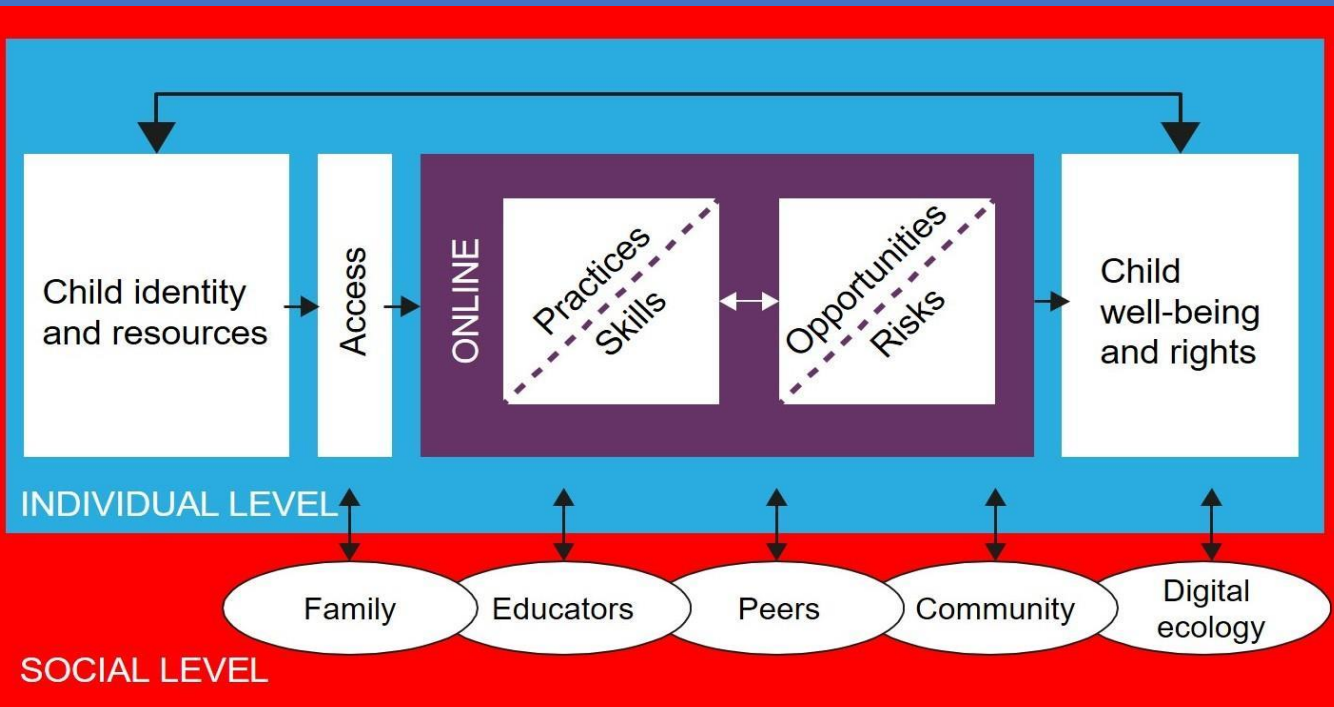 Child identity
and resources
Access
ONLINE
Practices
Skills
Opportunities
Risks
Child
well-being
and rights
INDIVIDUAL LEVEL
Family
Educators
Peers
Community
Digital
ecology
SOCIAL LEVEL